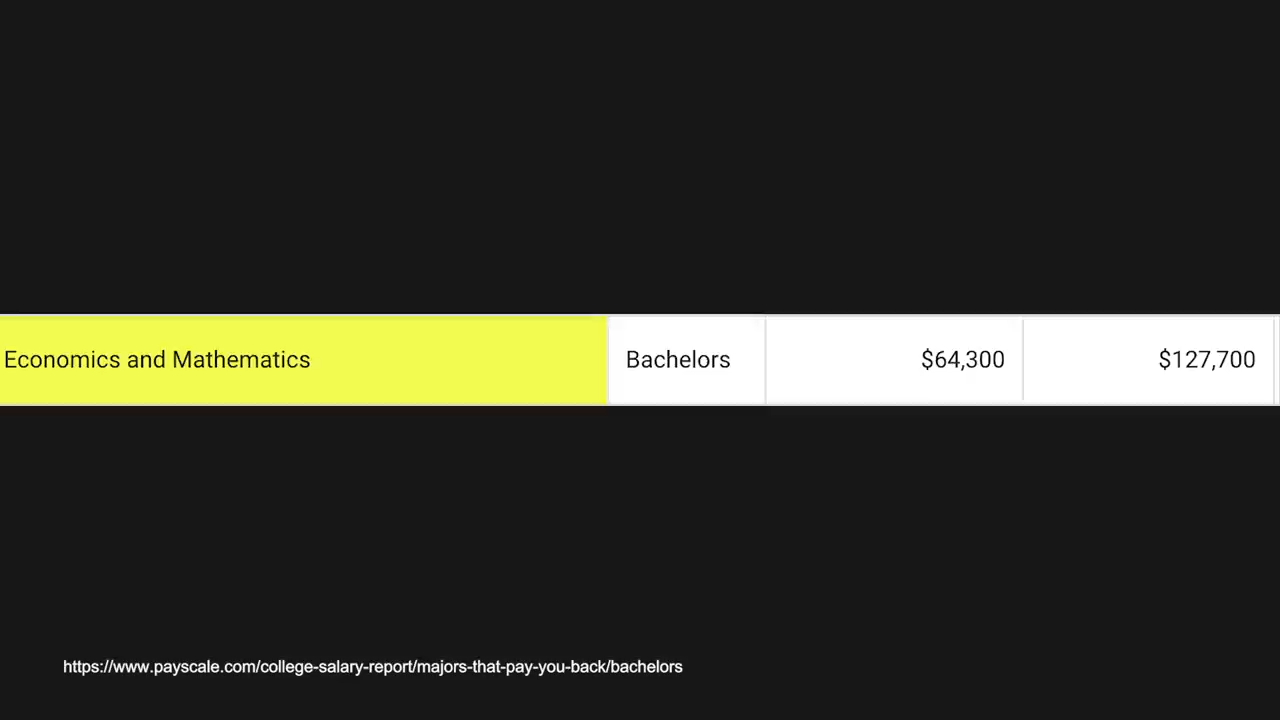 Economics and Mathematics Bachelors $64,300 $127,700
https://www.payscale.com/college-salary-report/majors-that-pay-you-back/bachelors